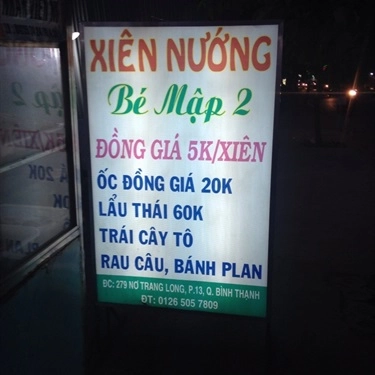 XIÊN NƯỚNG
Bé Mập 2
ĐỒNG GIÁ 5K/XIÊN
ỐC ĐỒNG GIÁ 20K
LẨU THÁI 60K
TRÁI CÂY TÔ
RAU CÂU, BÁNH PLAN
ĐC: 279 NƠ TRANG LONG, P.13, Q. BÌNH THẠNH
ĐT: 0126 505 7809